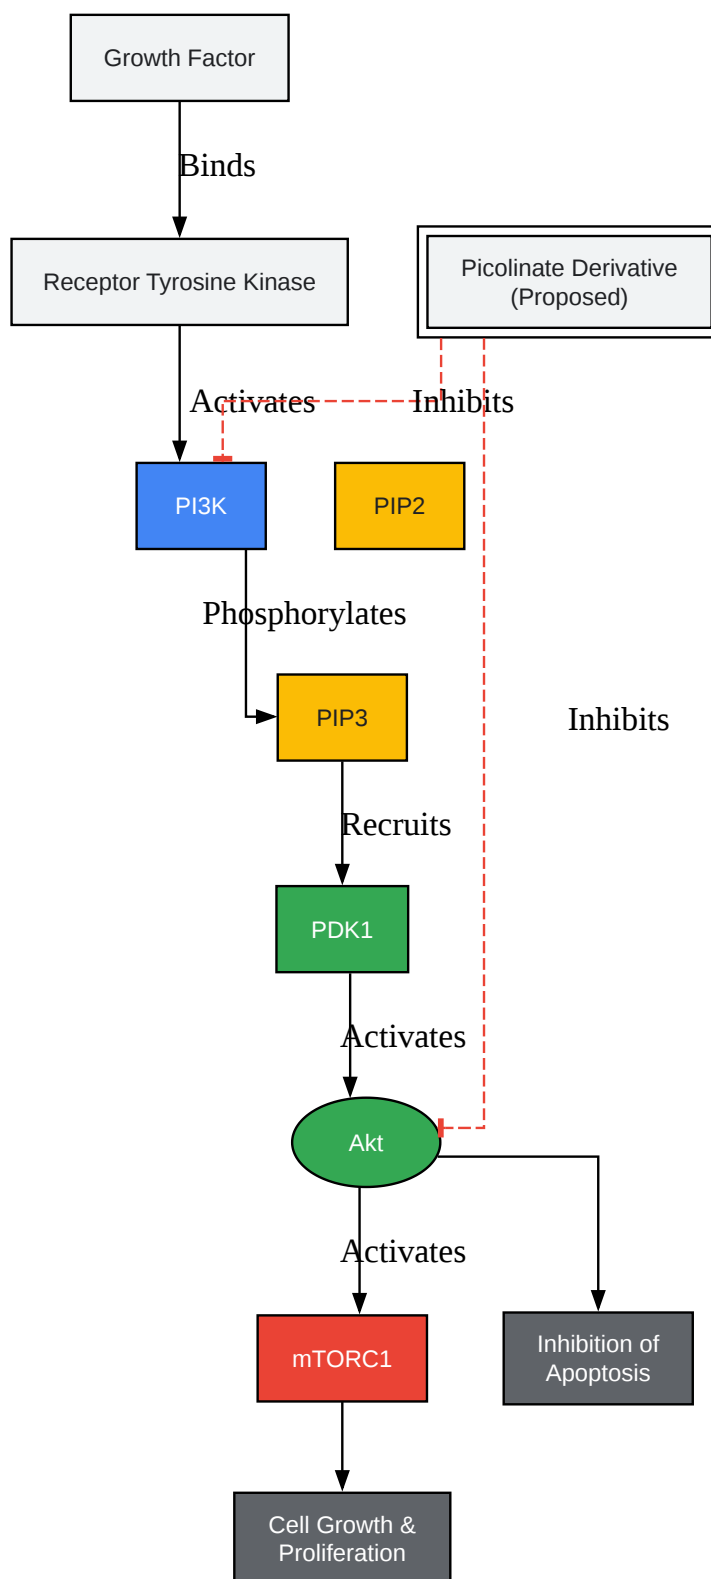 Growth Factor
Binds
Receptor Tyrosine Kinase
Picolinate Derivative
(Proposed)
Activates
Inhibits
PI3K
PIP2
Phosphorylates
PIP3
Inhibits
Recruits
PDK1
Activates
Akt
Activates
mTORC1
Inhibition of
Apoptosis
Cell Growth &
Proliferation